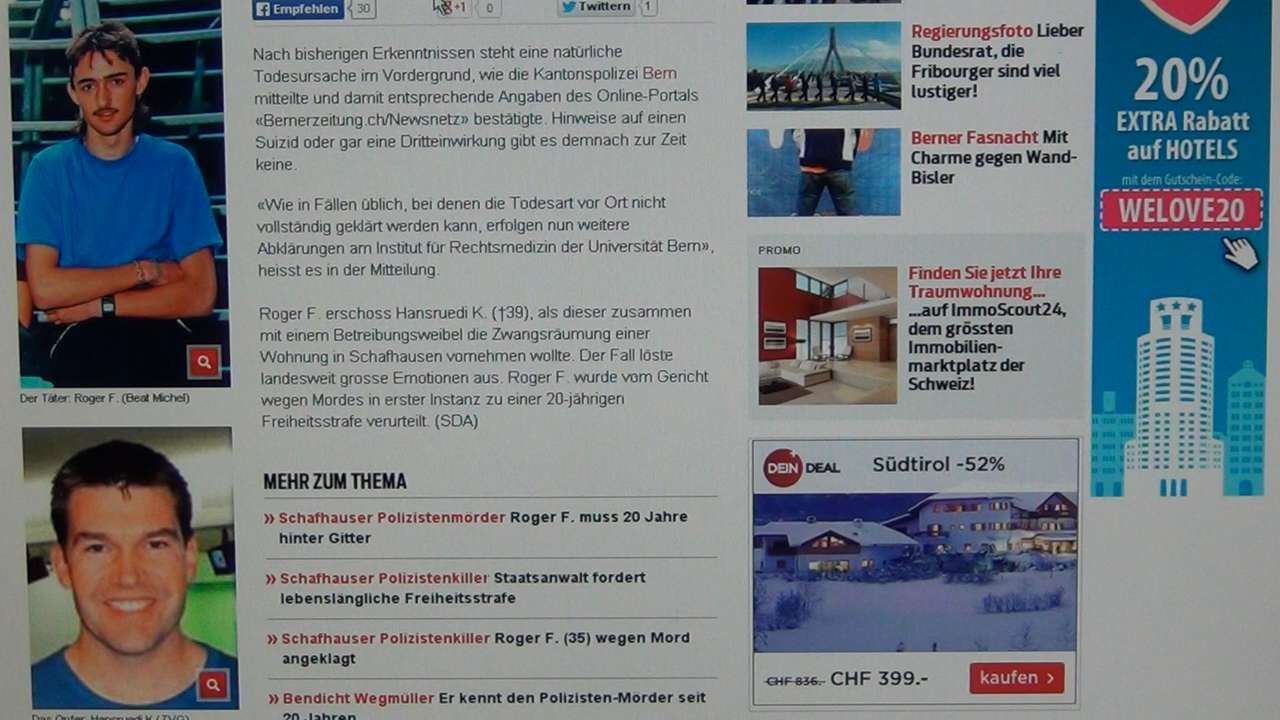 Empfehlen 30
+1 0
Twittern 1
Nach bisherigen Erkenntnissen steht eine natürliche
Todesursache im Vordergrund, wie die Kantonspolizei Bern
mitteilte und damit entsprechende Angaben des Online-Portals
«Bernerzeitung.ch/Newsnetz» bestätigte. Hinweise auf einen
Suizid oder gar eine Dritteinwirkung gibt es demnach zur Zeit
keine.
«Wie in Fällen üblich, bei denen die Todesart vor Ort nicht
vollständig geklärt werden kann, erfolgen nun weitere
Abklärungen am Institut für Rechtsmedizin der Universität Bern»,
heisst es in der Mitteilung.
Roger F. erschoss Hansruedi K. (†39), als dieser zusammen
mit einem Betreibungsweibel die Zwangsräumung einer
Wohnung in Schafhausen vornehmen wollte. Der Fall löste
landesweit grosse Emotionen aus. Roger F. wurde vom Gericht
wegen Mordes in erster Instanz zu einer 20-jährigen
Freiheitsstrafe verurteilt. (SDA)
Der Täter: Roger F. (Beat Michel)
Das Opfer: Hansruedi K (TVG)
MEHR ZUM THEMA
» Schafhauser Polizistenmörder Roger F. muss 20 Jahre
hinter Gitter
» Schafhauser Polizistenkiller Staatsanwalt fordert
lebenslängliche Freiheitsstrafe
» Schafhauser Polizistenkiller Roger F. (35) wegen Mord
angeklagt
» Bendicht Wegmüller Er kennt den Polizisten-Mörder seit
20 Jahren
Regierungsfoto Lieber
Bundesrat, die
Fribourger sind viel
lustiger!
Berner Fasnacht Mit
Charme gegen Wand-
Bisler
PROMO
Finden Sie jetzt Ihre
Traumwohnung...
...auf ImmoScout24,
dem grössten
Immobilien-
marktplatz der
Schweiz!
DEIN DEAL
Südtirol -52%
CHF 836.- CHF 399.-
kaufen ›
20%
EXTRA Rabatt
auf HOTELS
mit dem Gutschein-Code:
WELOVE20